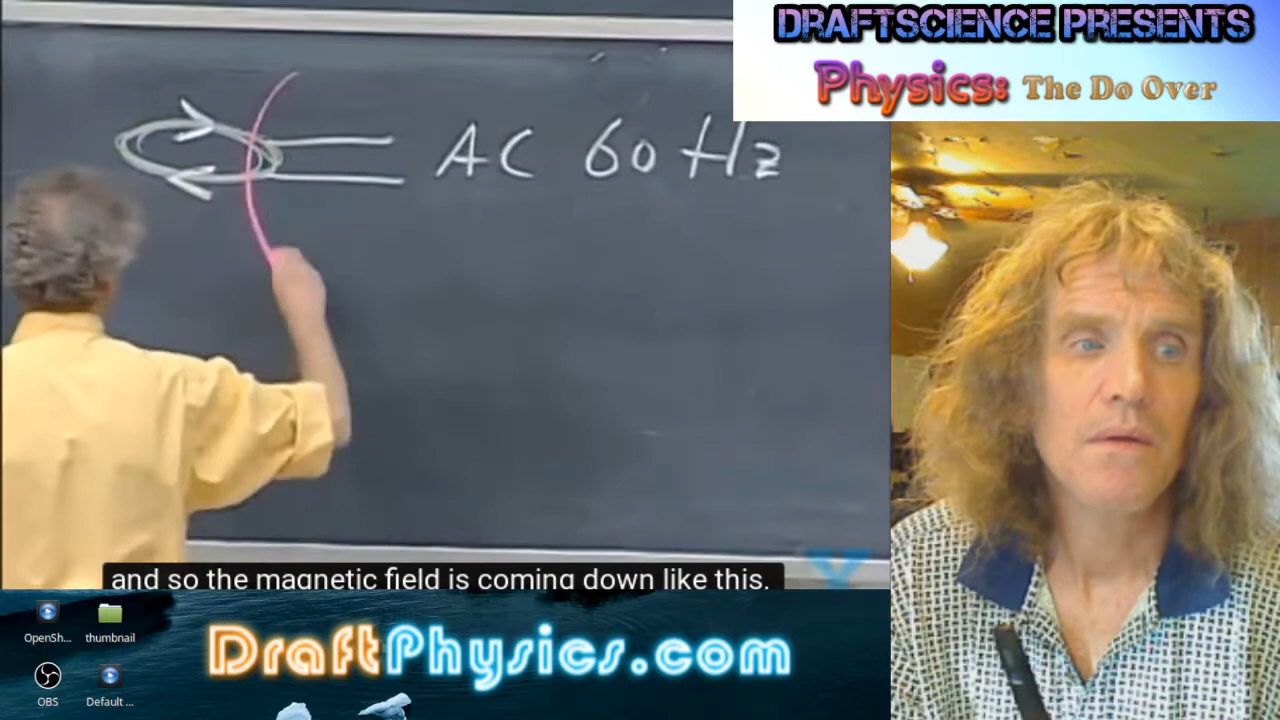 DRAFTSCIENCE PRESENTS
Physics: The Do Over
AC 60 Hz
and so the magnetic field is coming down like this.
OpenSh...
thumbnail
DraftPhysics.com
OBS
Default ...